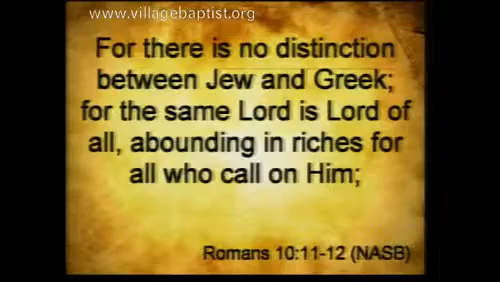 www.villagebaptist.org
For there is no distinction
between Jew and Greek;
for the same Lord is Lord of
all, abounding in riches for
all who call on Him;
Romans 10:11-12 (NASB)